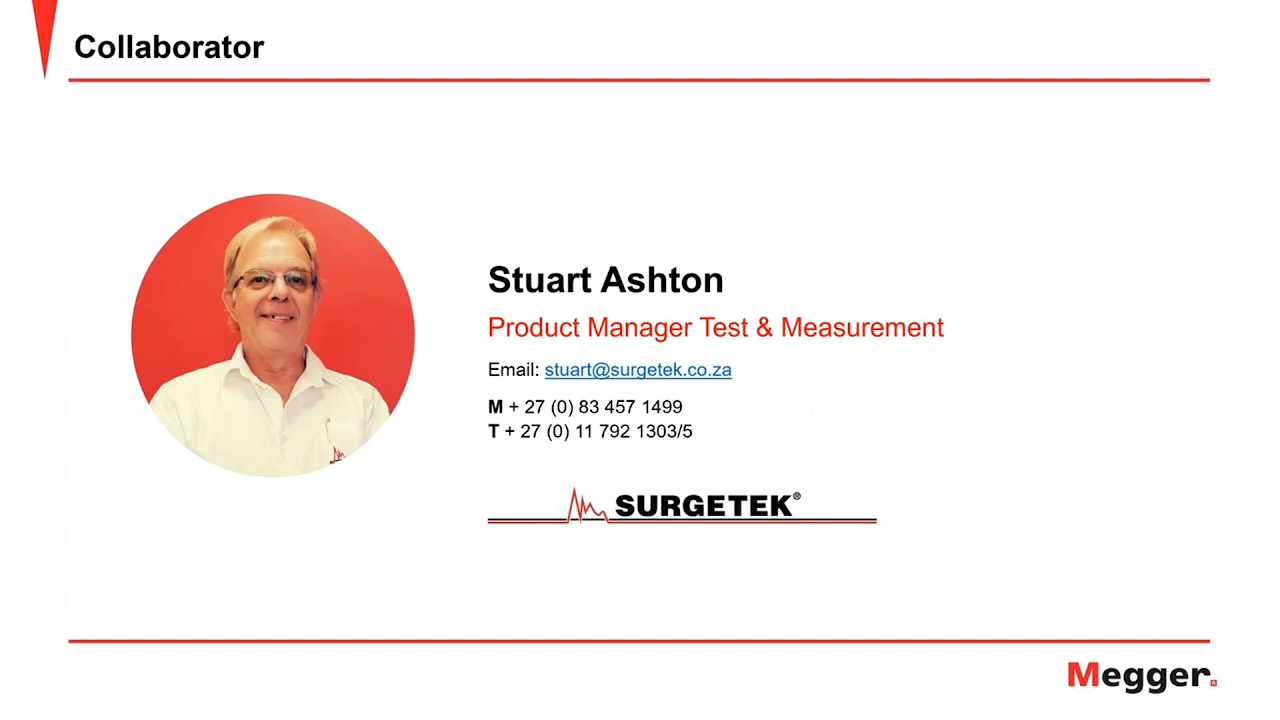 Collaborator
Stuart Ashton
Product Manager Test & Measurement
Email: stuart@surgetek.co.za
M + 27 (0) 83 457 1499
T + 27 (0) 11 792 1303/5
SURGETEK®
Megger.